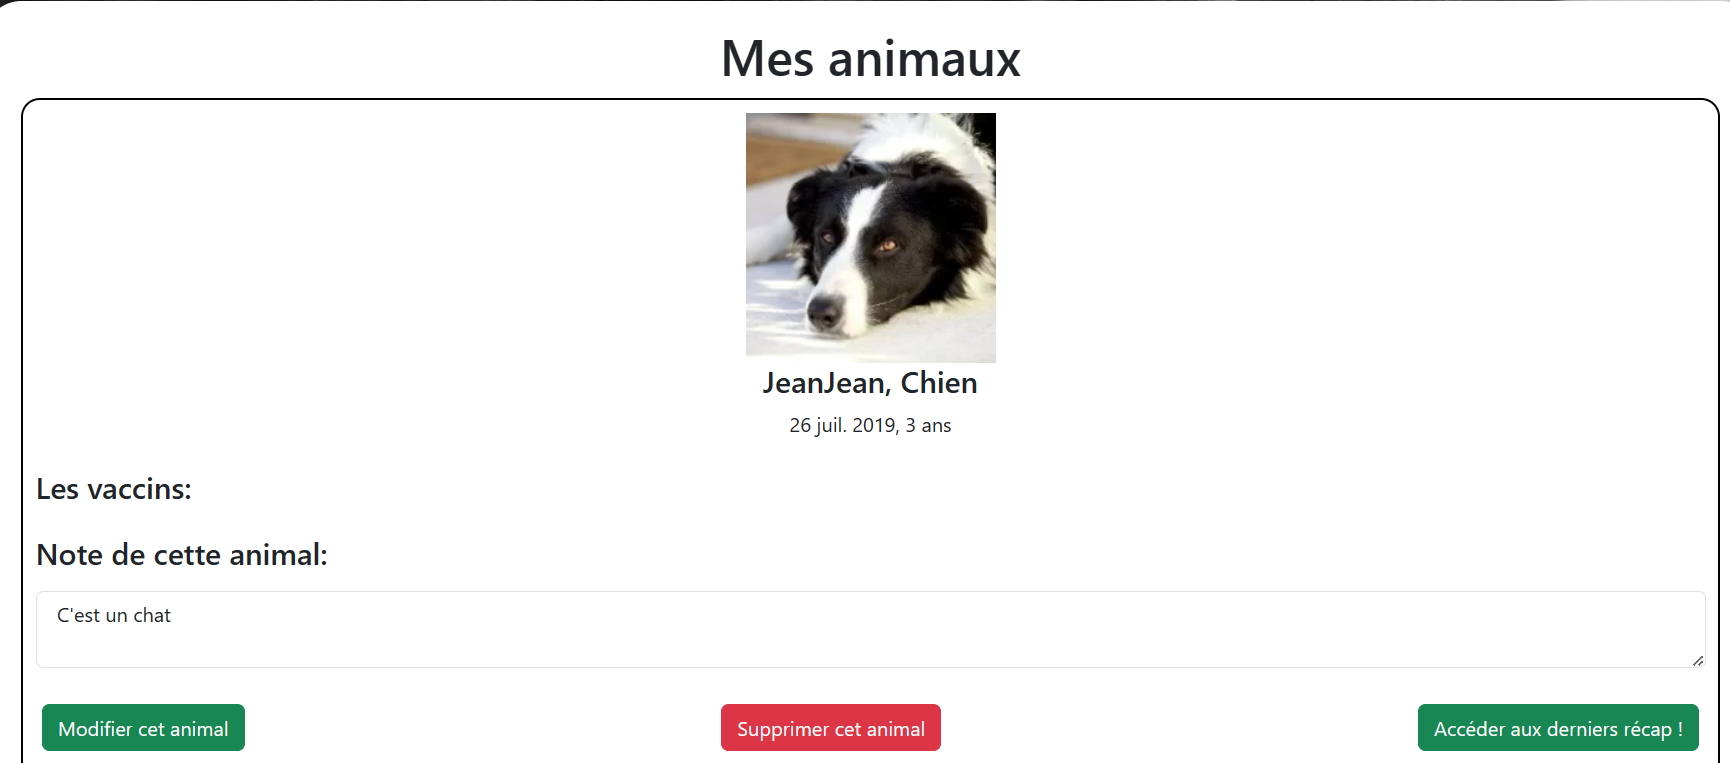 Mes animaux
JeanJean, Chien
26 juil. 2019, 3 ans
Les vaccins:
Note de cette animal:
C'est un chat
Modifier cet animal
Supprimer cet animal
Accéder aux derniers récap !